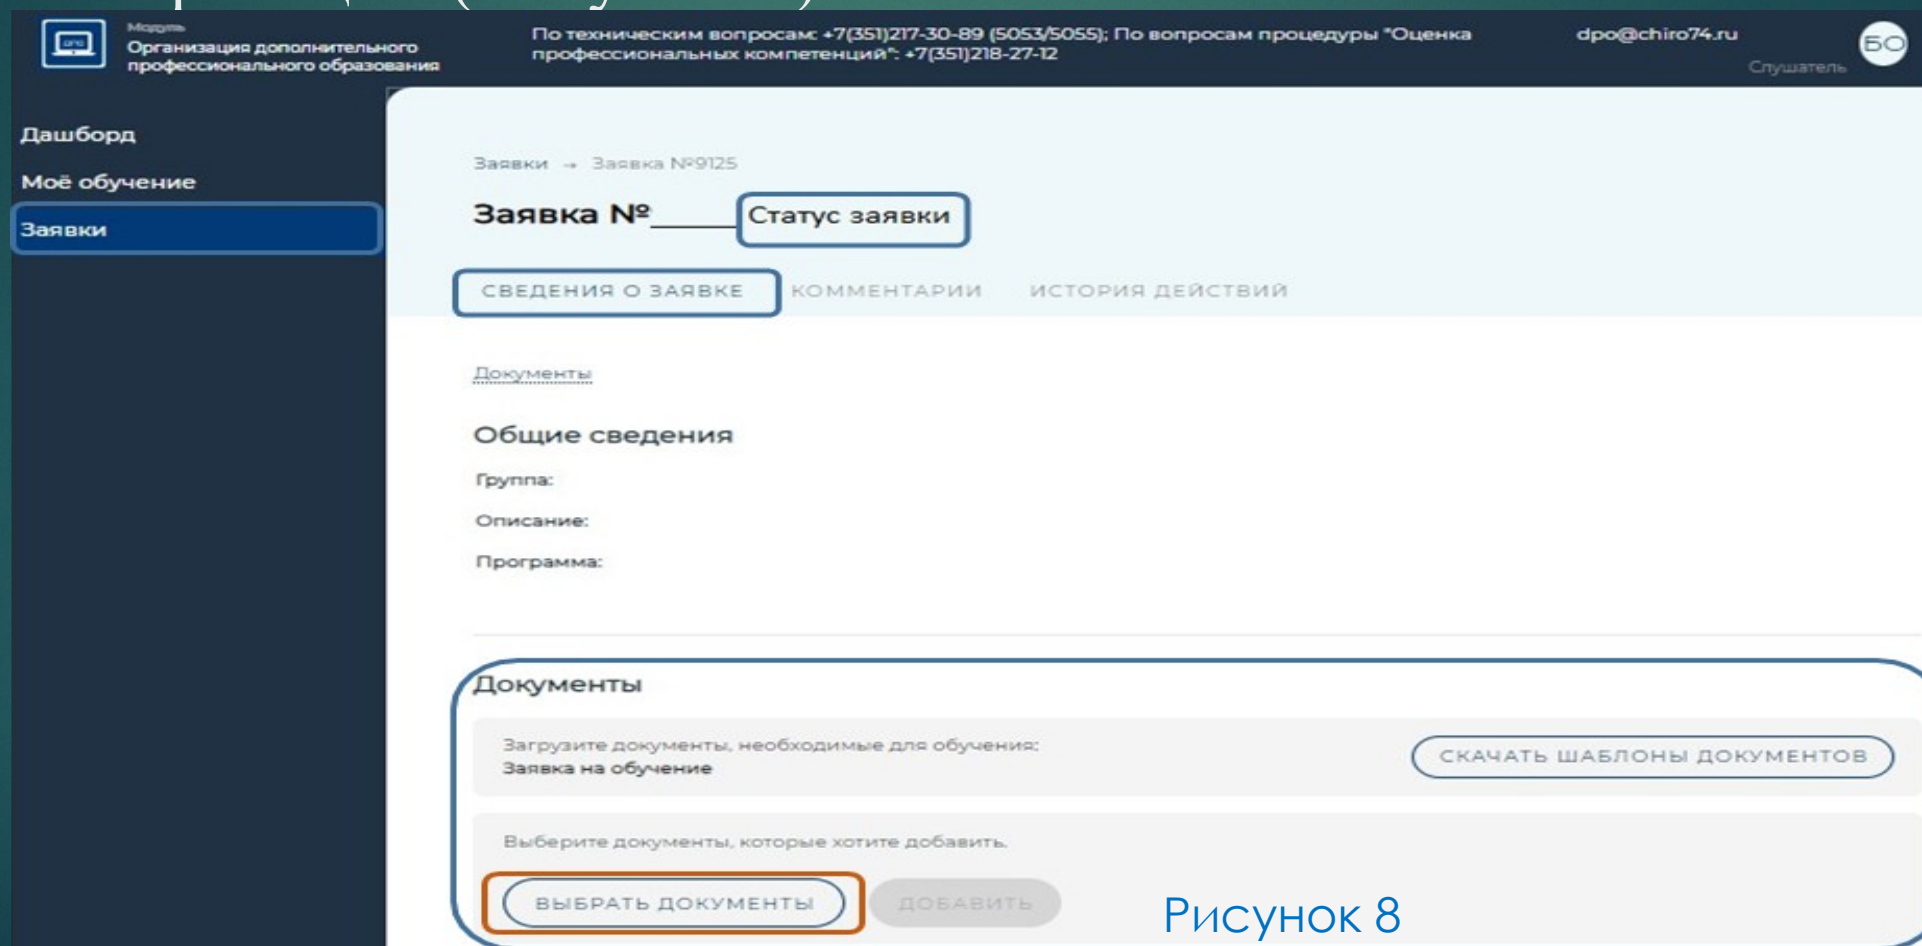 Модуль
Организация дополнительного
профессионального образования
По техническим вопросам: +7(351)217-30-89 (5053/5055); По вопросам процедуры "Оценка
профессиональных компетенций": +7(351)218-27-12
dpo@chiro74.ru
Слушатель
БО
Дашборд
Моё обучение
Заявки
Заявки → Заявка №9125
Заявка №______ Статус заявки
СВЕДЕНИЯ О ЗАЯВКЕ КОММЕНТАРИИ ИСТОРИЯ ДЕЙСТВИЙ
Документы
Общие сведения
Группа:
Описание:
Программа:
Документы
Загрузите документы, необходимые для обучения:
Заявка на обучение
СКАЧАТЬ ШАБЛОНЫ ДОКУМЕНТОВ
Выберите документы, которые хотите добавить.
ВЫБРАТЬ ДОКУМЕНТЫ ДОБАВИТЬ
Рисунок 8